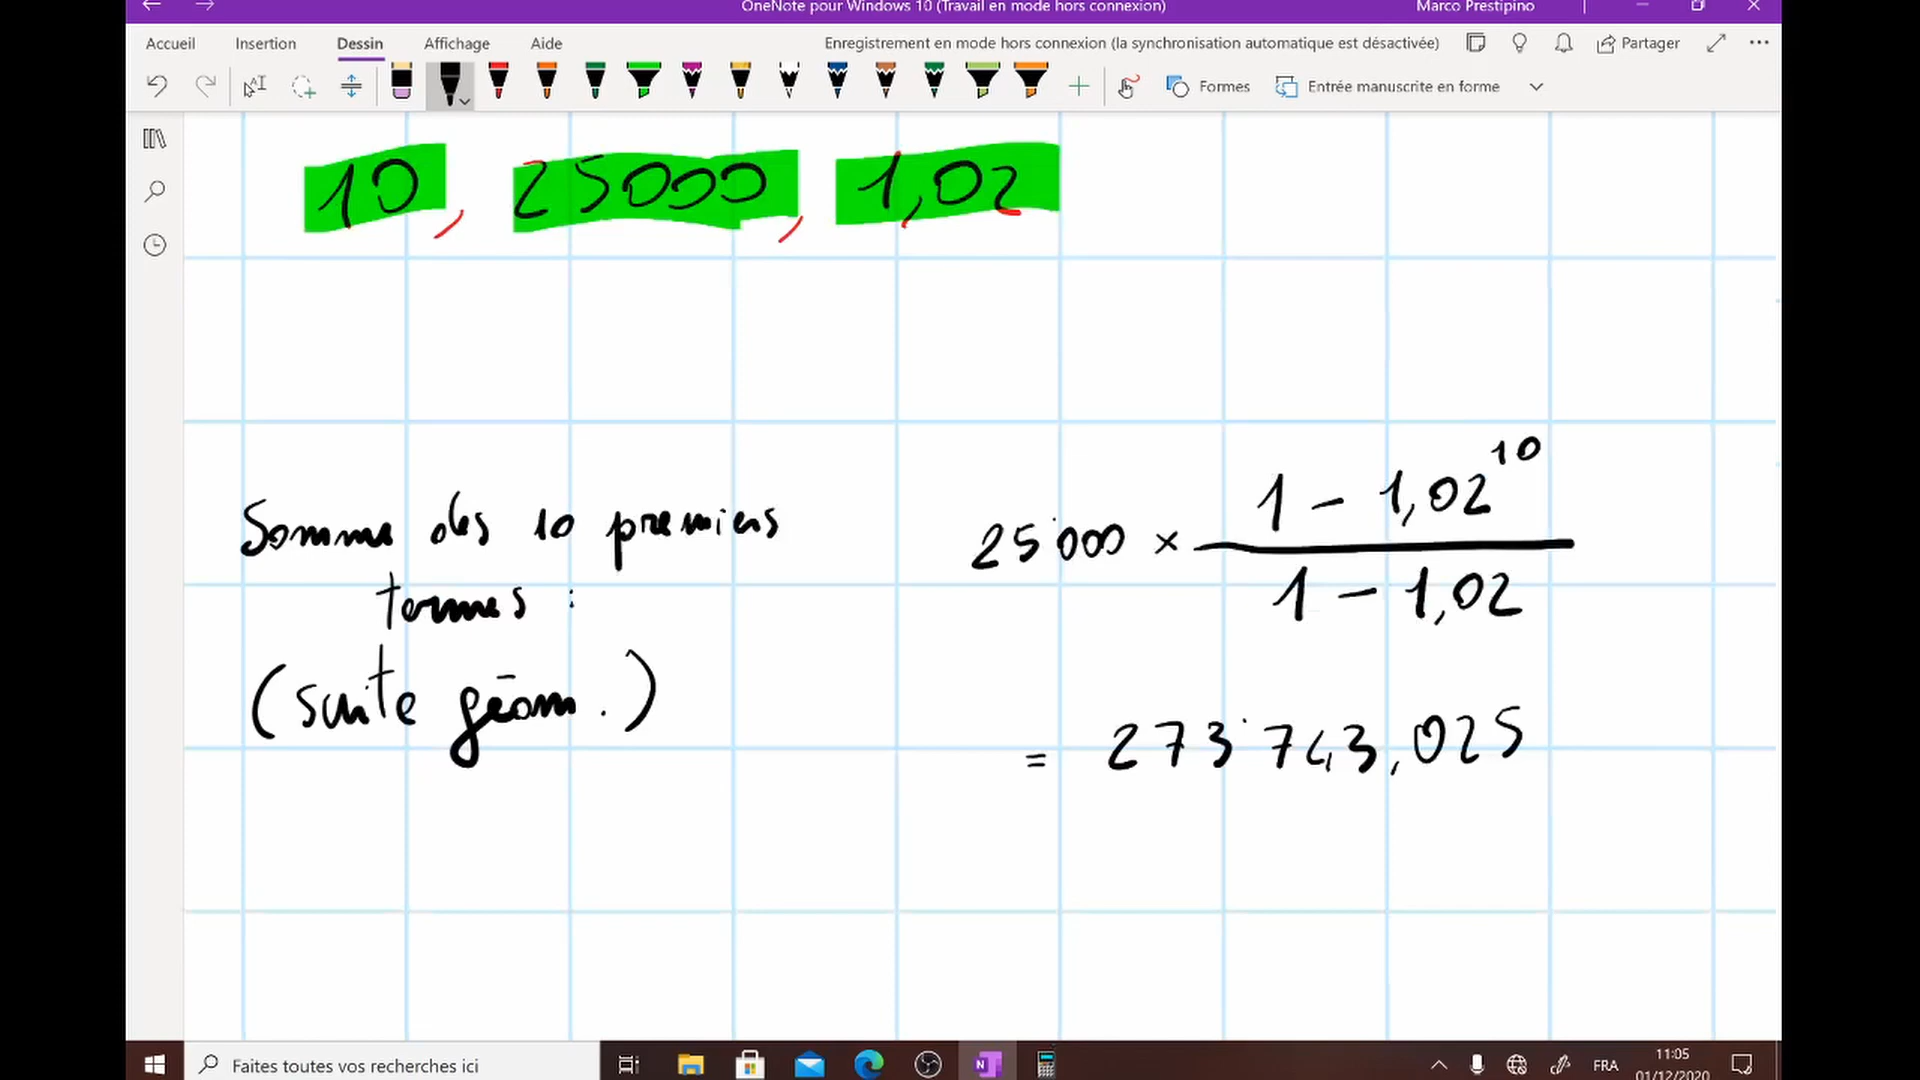 OneNote pour Windows 10 (Travail en mode hors connexion)
Marco Prestipino
Accueil
Insertion
Dessin
Affichage
Aide
Enregistrement en mode hors connexion (la synchronisation automatique est désactivée)
Partager
Formes
Entrée manuscrite en forme
10, 25000, 1,02
Somme des 10 premiers
termes :
(suite géom.)
25'000 × (1 - 1,02^10) / (1 - 1,02)
= 273'743,025
Faites toutes vos recherches ici
FRA
11:05
01/12/2020